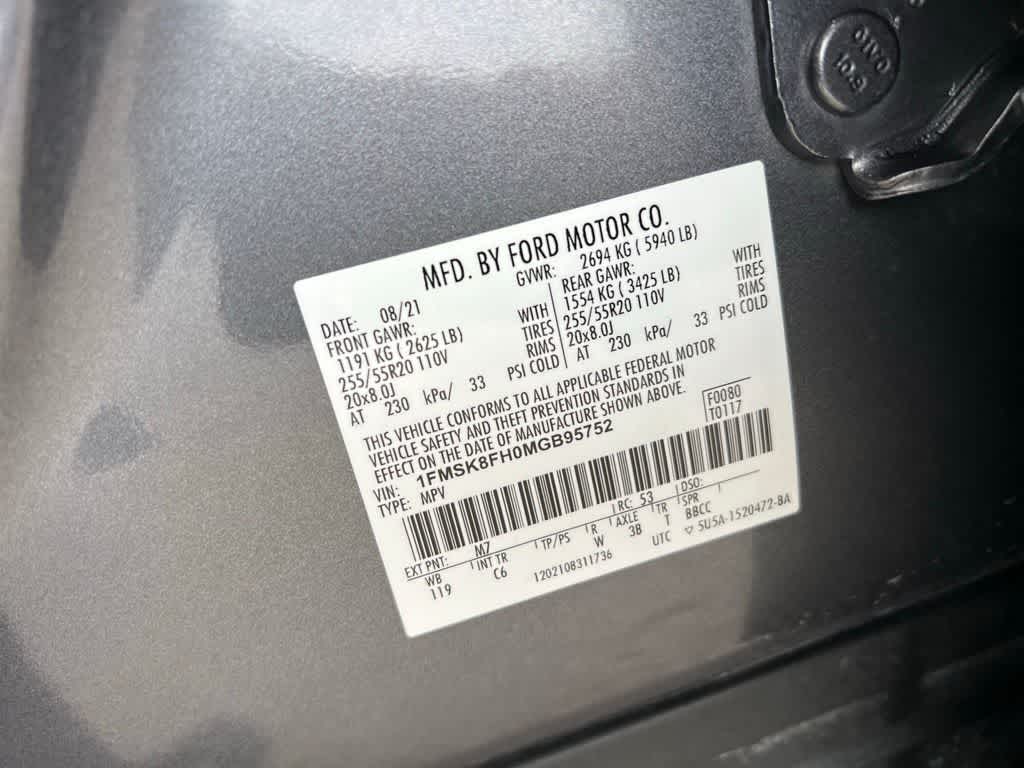 OAIO
10.9
MFD. BY FORD MOTOR CO.
DATE: 08/21 GVWR: 2694 KG ( 5940 LB)
FRONT GAWR: REAR GAWR:
1191 KG ( 2625 LB) WITH 1554 KG ( 3425 LB) WITH
255/55R20 110V TIRES 255/55R20 110V TIRES
20x8.0J RIMS 20x8.0J RIMS
AT 230 kPa/ 33 PSI COLD AT 230 kPa/ 33 PSI COLD
THIS VEHICLE CONFORMS TO ALL APPLICABLE FEDERAL MOTOR
VEHICLE SAFETY AND THEFT PREVENTION STANDARDS IN
EFFECT ON THE DATE OF MANUFACTURE SHOWN ABOVE.
VIN: 1FMSK8FH0MGB95752 F0080
TYPE: MPV T0117
EXT PNT: M7 RC: 53 DSO:
WB INT TR TP/PS R AXLE TR SPR
119 C6 W 3B T BBCC
1202108311736 UTC ▽ 5U5A-1520472-BA